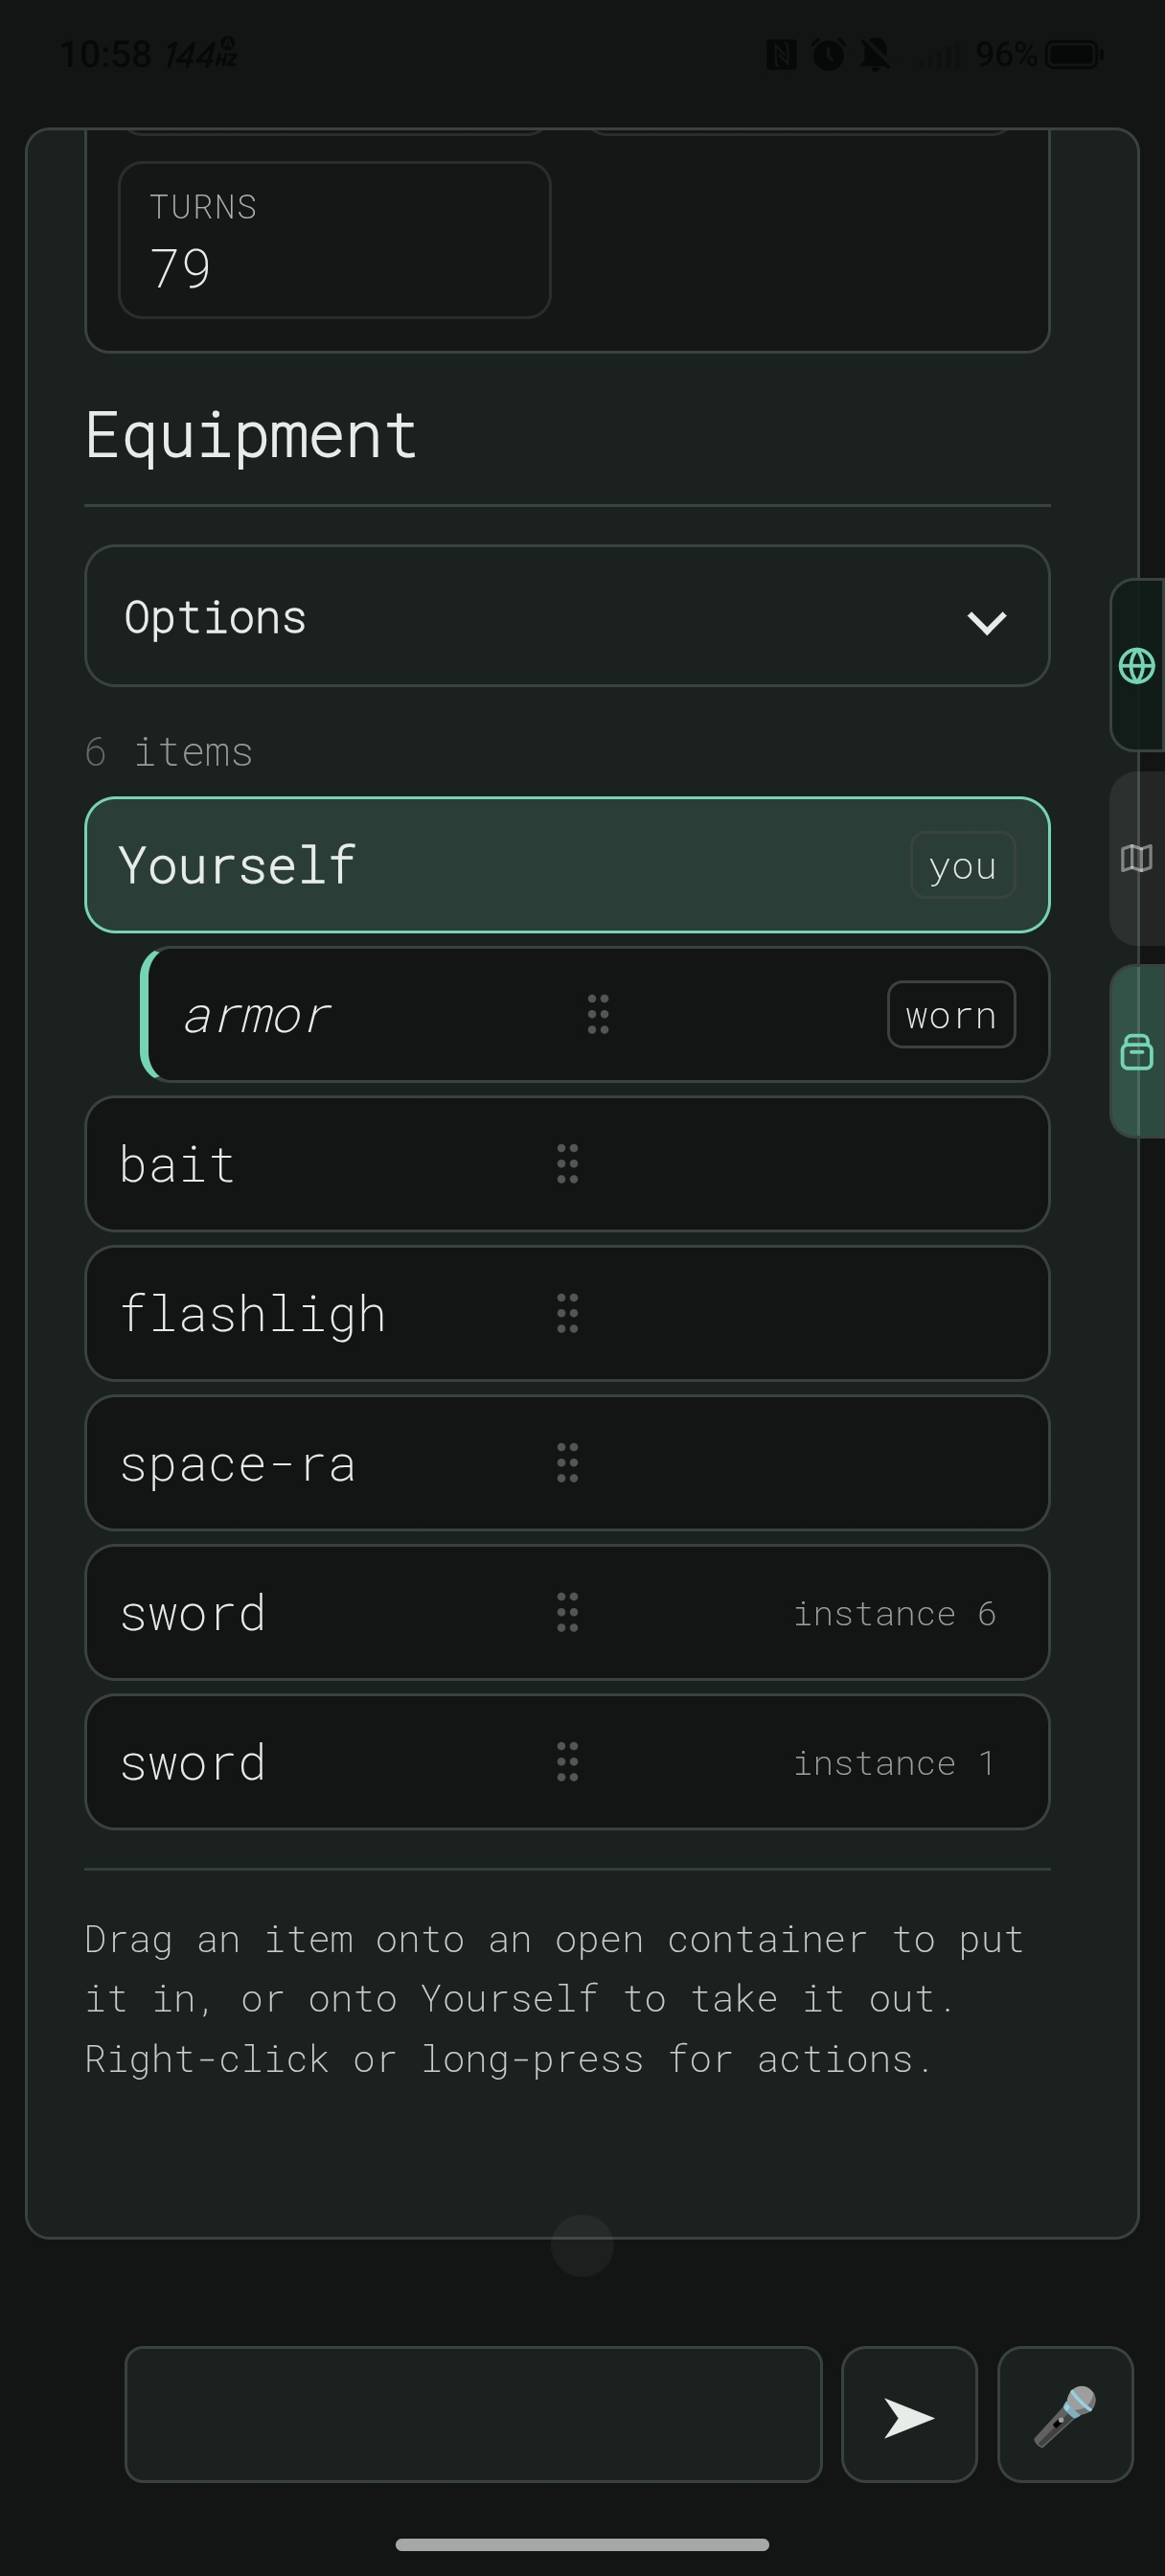 10:58 144Hz A 96%
TURNS
79
Equipment
Options
6 items
Yourself you
armor worn
bait
flashligh
space-ra
sword instance 6
sword instance 1
Drag an item onto an open container to put
it in, or onto Yourself to take it out.
Right-click or long-press for actions.